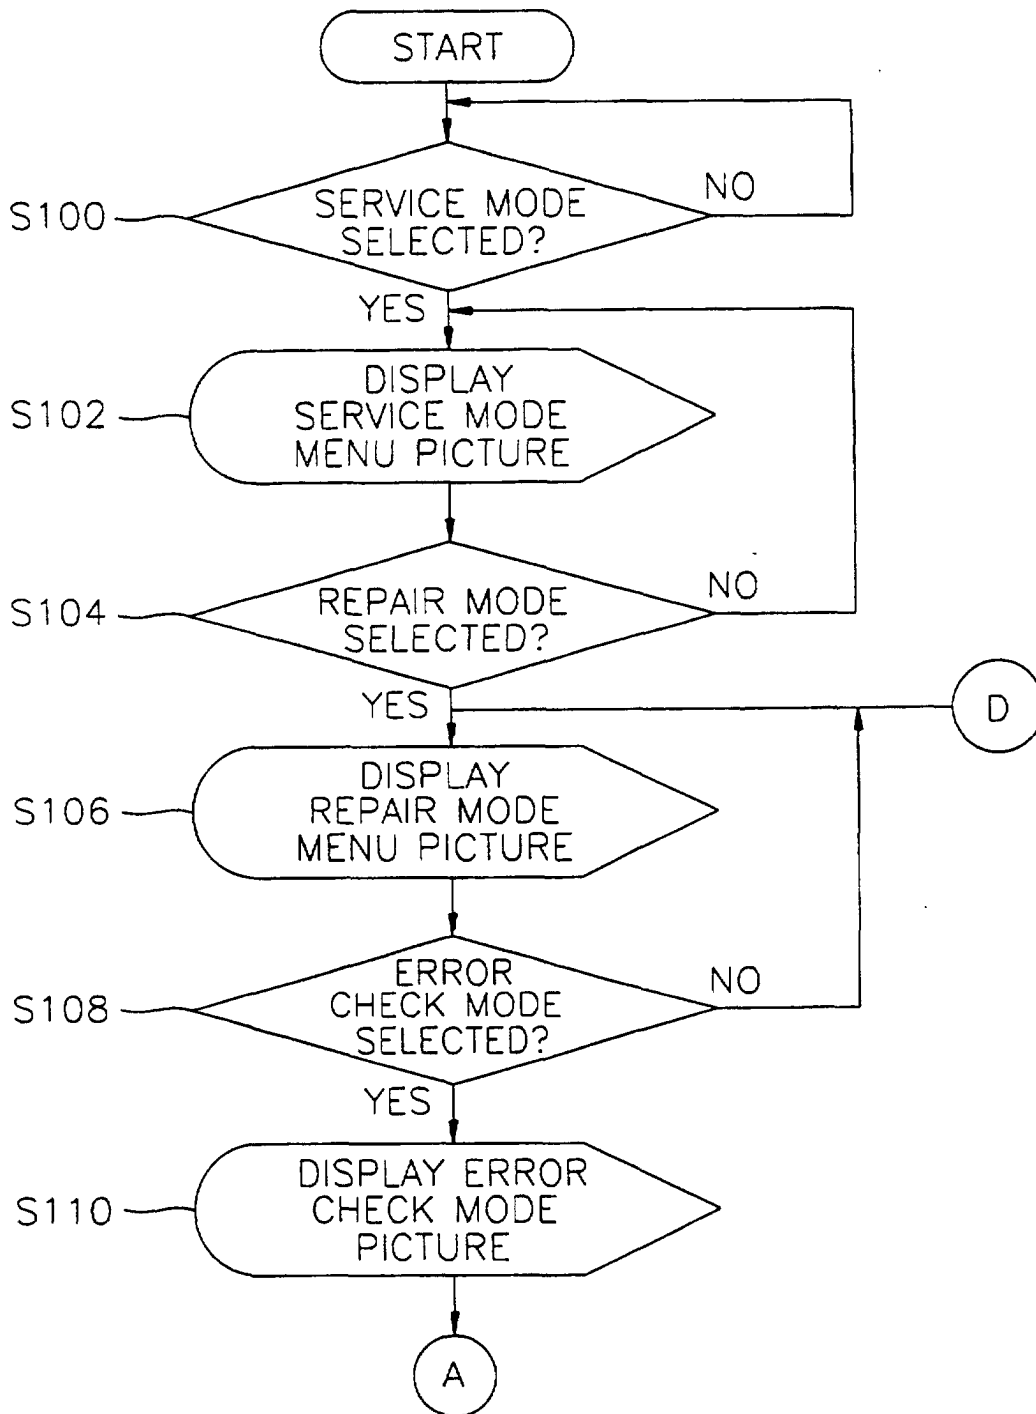 START
NO
S100
SERVICE MODE
SELECTED?
YES
S102
DISPLAY
SERVICE MODE
MENU PICTURE
NO
S104
REPAIR MODE
SELECTED?
YES
D
S106
DISPLAY
REPAIR MODE
MENU PICTURE
NO
S108
ERROR
CHECK MODE
SELECTED?
YES
S110
DISPLAY ERROR
CHECK MODE
PICTURE
A